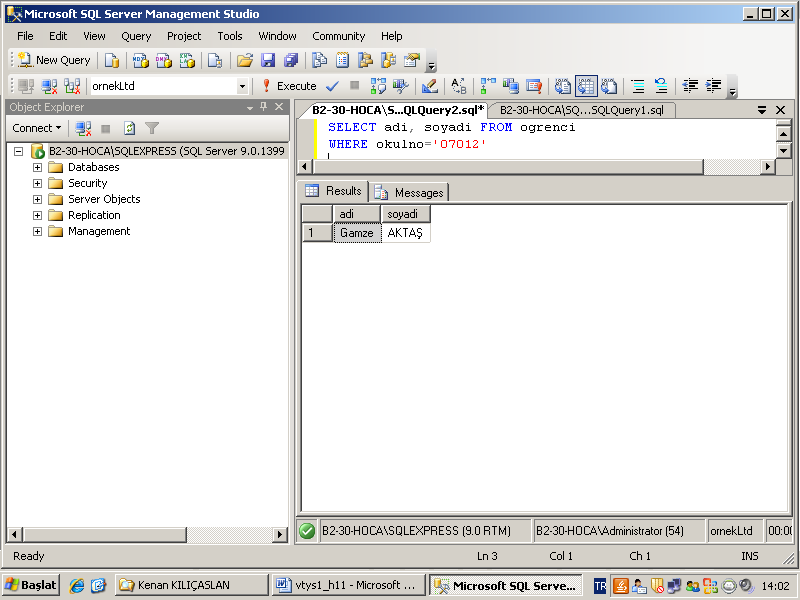 Microsoft SQL Server Management Studio
File Edit View Query Project Tools Window Community Help
New Query
ornekLtd Execute
Object Explorer
Connect
B2-30-HOCA\SQLEXPRESS (SQL Server 9.0.1399
Databases
Security
Server Objects
Replication
Management
B2-30-HOCA\S...QLQuery2.sql* B2-30-HOCA\SQ...SQLQuery1.sql
SELECT adi, soyadi FROM ogrenci
WHERE okulno='07012'
Results Messages
adi soyadi
1 Gamze AKTAŞ
B2-30-HOCA\SQLEXPRESS (9.0 RTM) B2-30-HOCA\Administrator (54) ornekLtd 00:0
Ready Ln 3 Col 1 Ch 1 INS
Başlat Kenan KILIÇASLAN vtys1_h11 - Microsoft ... Microsoft SQL Serve... TR 14:02